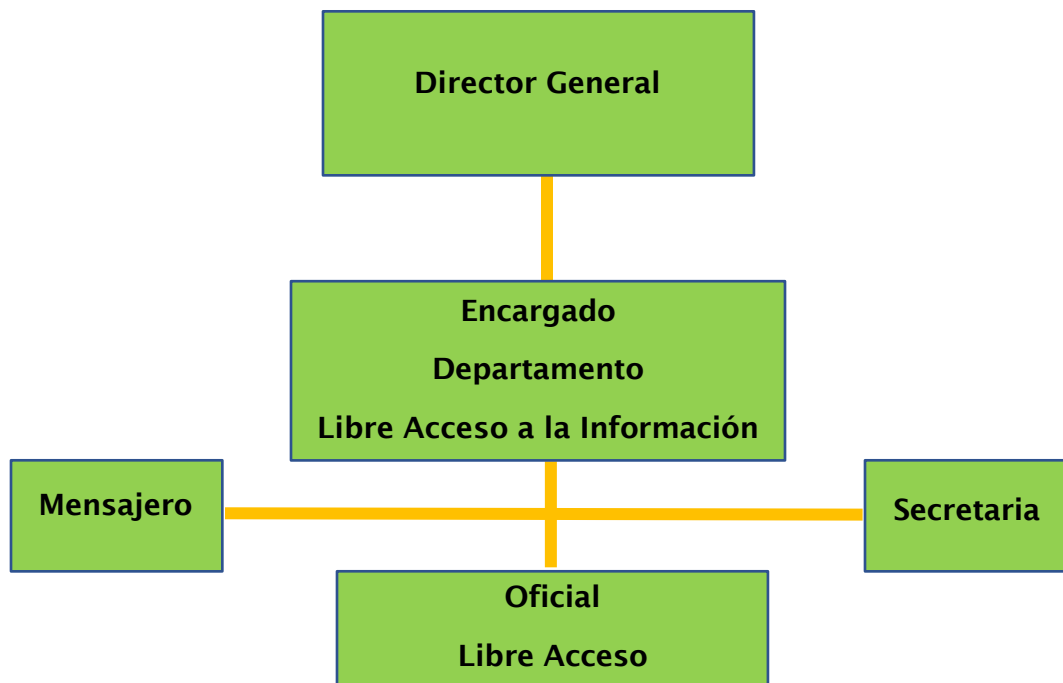 Director General
Encargado
Departamento
Libre Acceso a la Información
Mensajero
Secretaria
Oficial
Libre Acceso